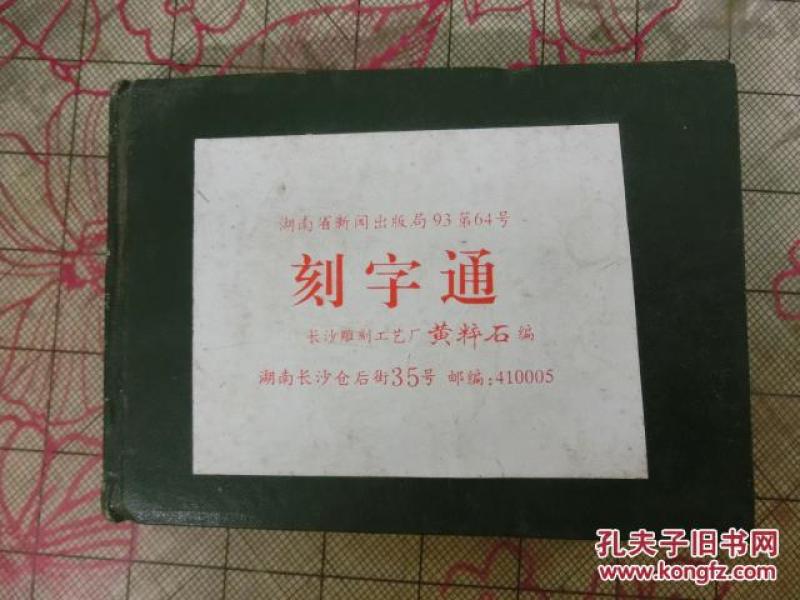 湖南省新闻出版局93第64号
刻字通
长沙雕刻工艺厂黄粹石编
湖南长沙仓后街35号 邮编:410005
孔夫子旧书网
www.kongfz.com